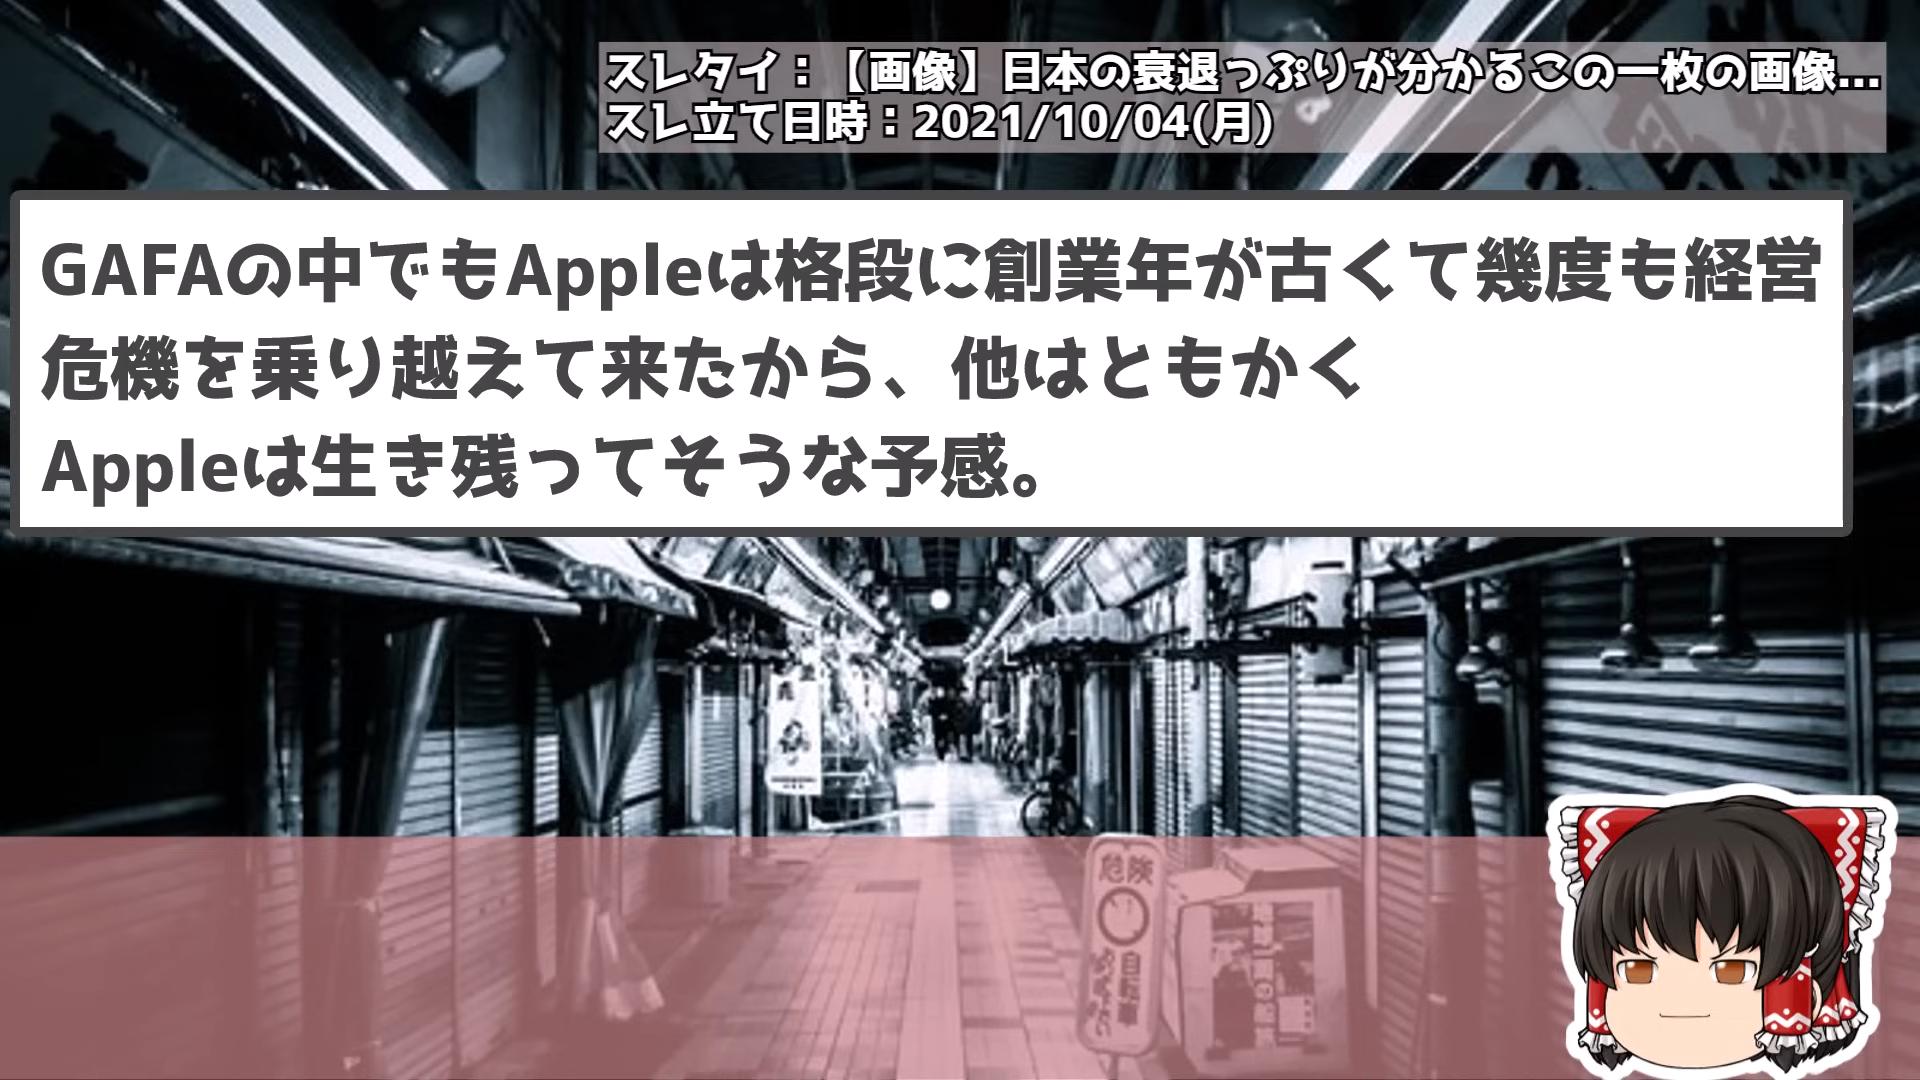 スレタイ：【画像】日本の衰退っぷりが分かるこの一枚の画像...
スレ立て日時：2021/10/04(月)
GAFAの中でもAppleは格段に創業年が古くて幾度も経営
危機を乗り越えて来たから、他はともかく
Appleは生き残ってそうな予感。
危険
自転車